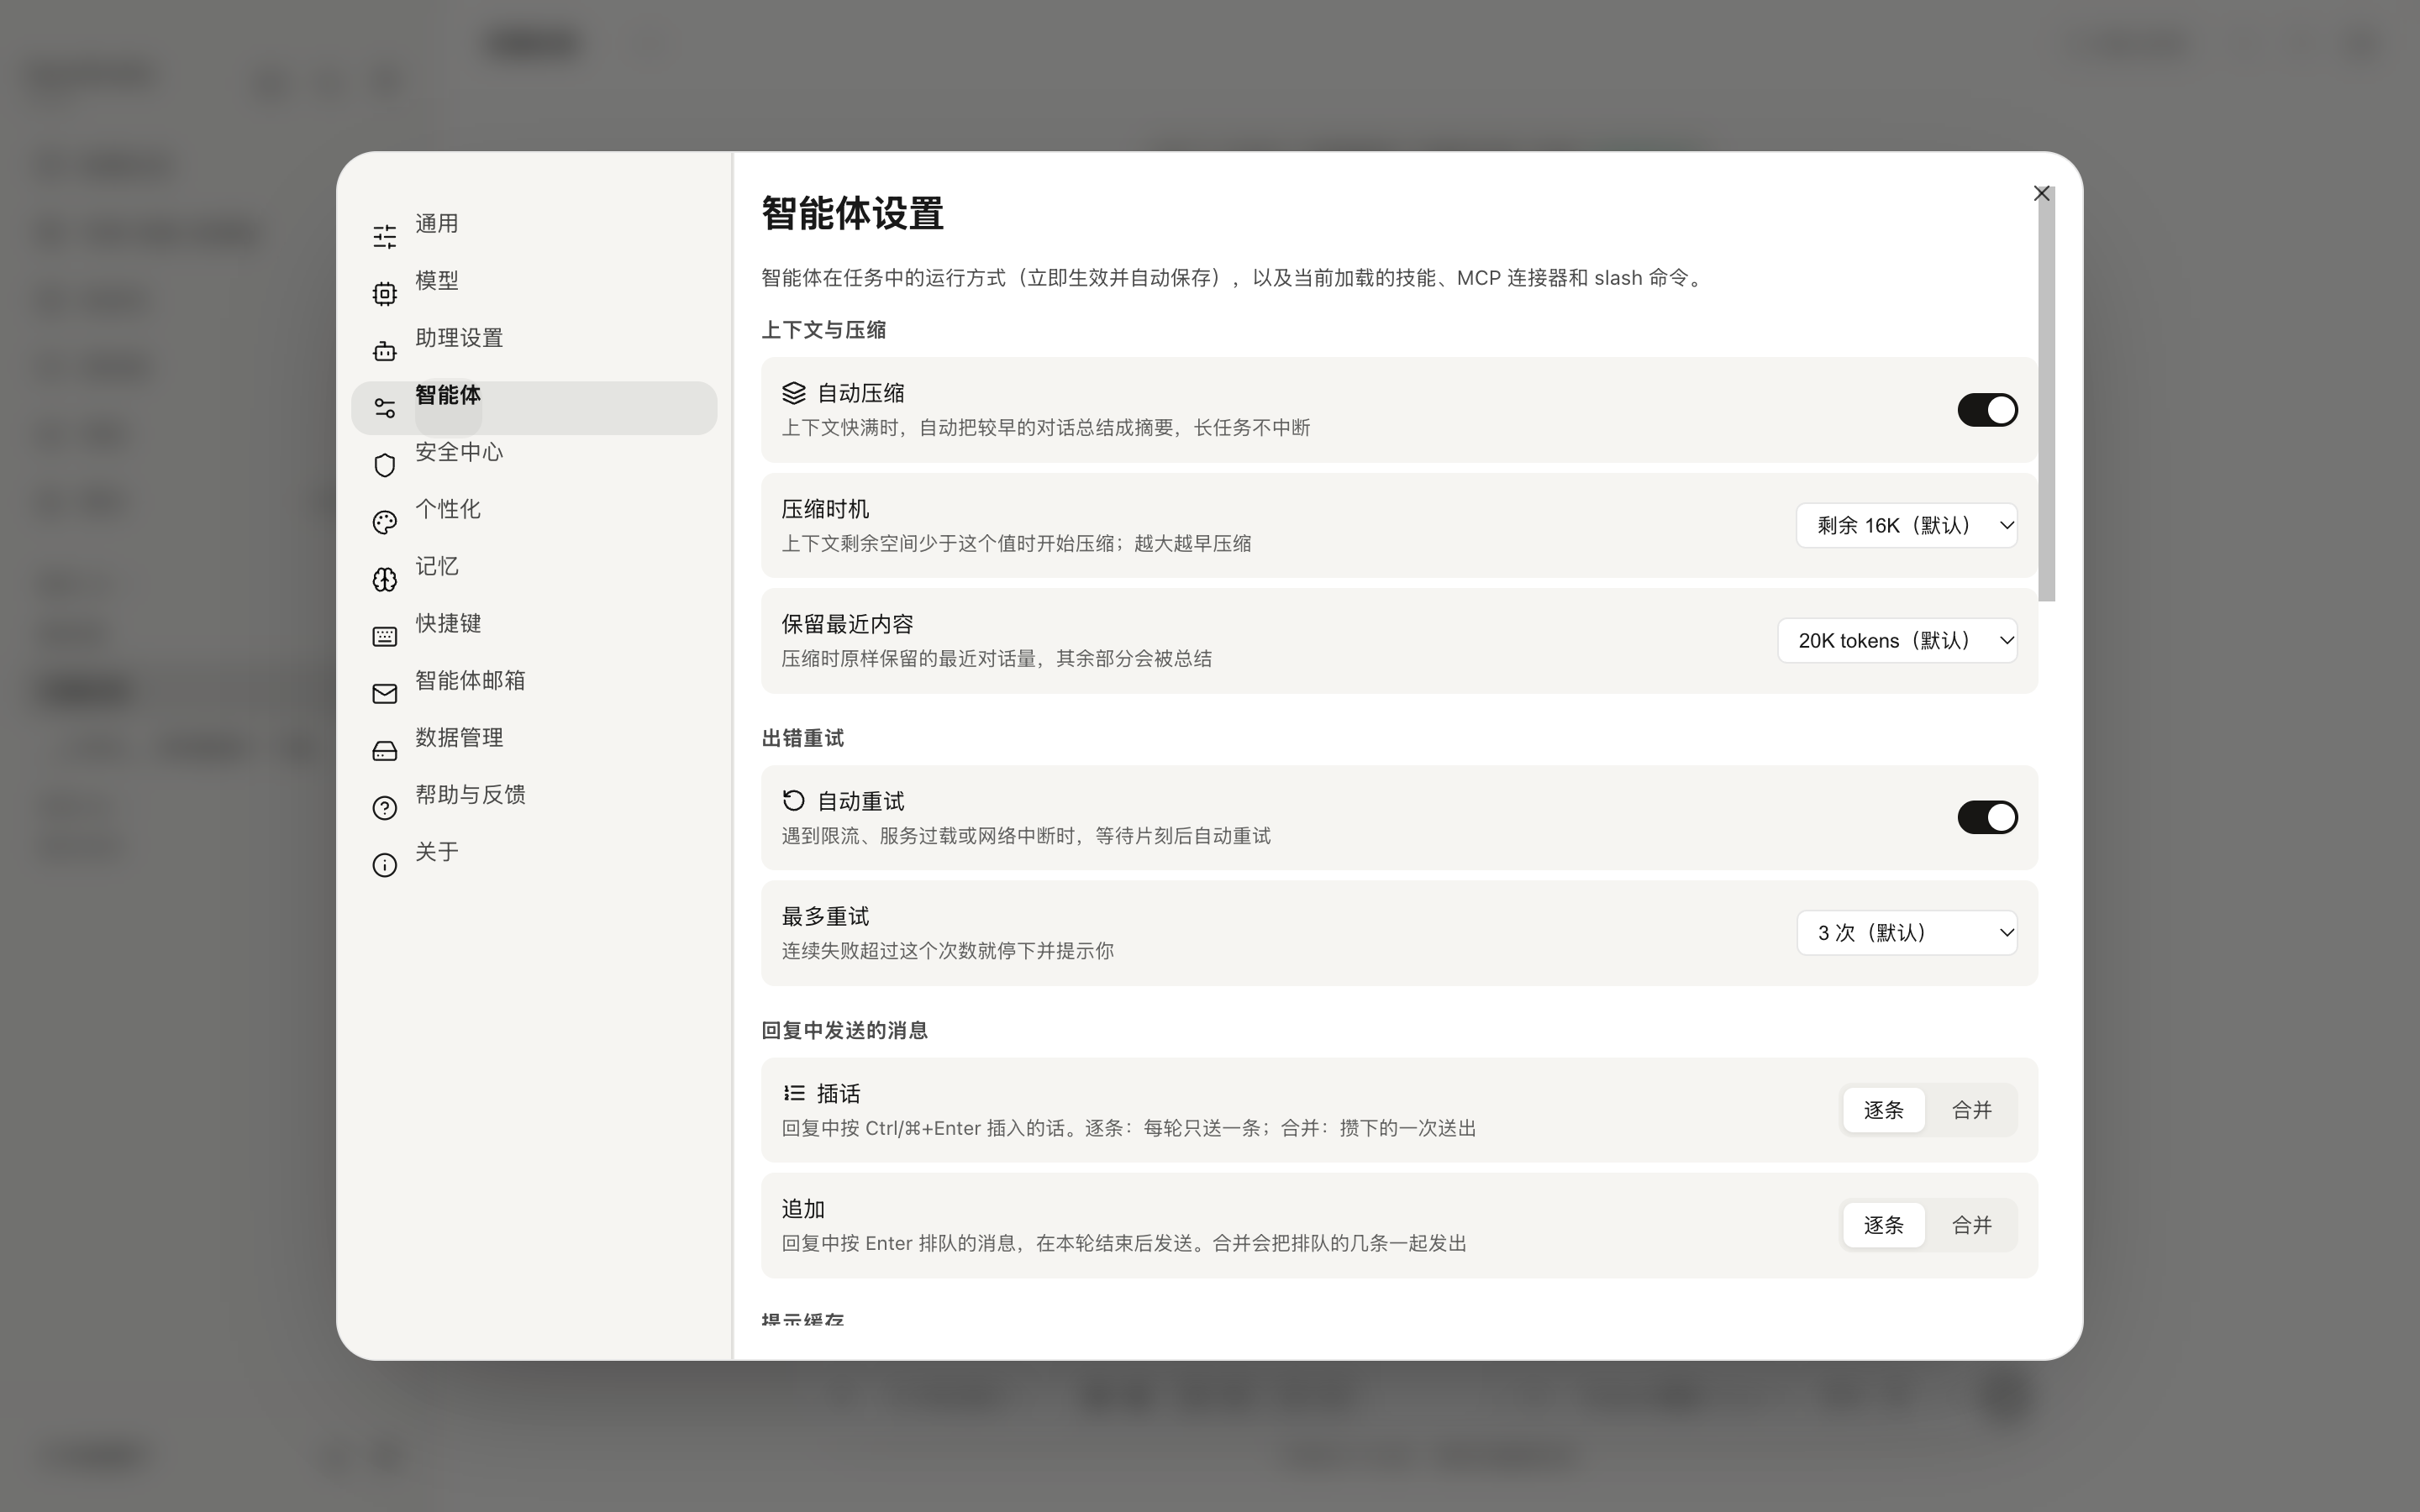 通用
模型
助理设置
智能体
安全中心
个性化
记忆
快捷键
智能体邮箱
数据管理
帮助与反馈
关于
智能体设置
智能体在任务中的运行方式（立即生效并自动保存），以及当前加载的技能、MCP 连接器和 slash 命令。
上下文与压缩
自动压缩
上下文快满时，自动把较早的对话总结成摘要，长任务不中断
压缩时机
上下文剩余空间少于这个值时开始压缩；越大越早压缩
剩余 16K（默认）
保留最近内容
压缩时原样保留的最近对话量，其余部分会被总结
20K tokens（默认）
出错重试
自动重试
遇到限流、服务过载或网络中断时，等待片刻后自动重试
最多重试
连续失败超过这个次数就停下并提示你
3 次（默认）
回复中发送的消息
插话
回复中按 Ctrl/⌘+Enter 插入的话。逐条：每轮只送一条；合并：攒下的一次送出
逐条 合并
追加
回复中按 Enter 排队的消息，在本轮结束后发送。合并会把排队的几条一起发出
逐条 合并
提示缓存